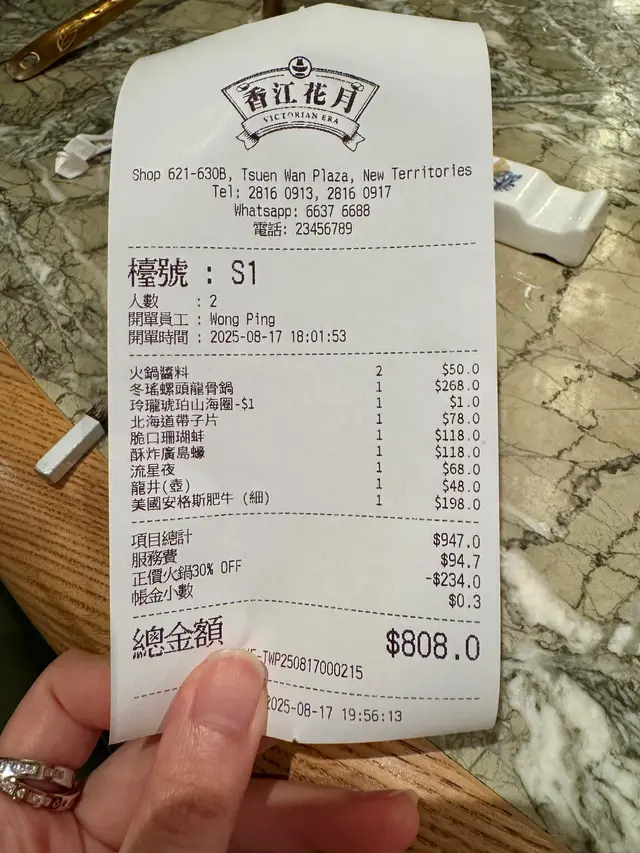 香江花月
VICTORIAN ERA
Shop 621-630B, Tsuen Wan Plaza, New Territories
Tel: 2816 0913, 2816 0917
Whatsapp: 6637 6688
電話: 23456789
檯號 : S1
人數 : 2
開單員工 : Wong Ping
開單時間 : 2025-08-17 18:01:53
火鍋醬料 2 $50.0
冬瑤螺頭龍骨鍋 1 $268.0
玲瓏琥珀山海圈-$1 1 $1.0
北海道帶子片 1 $78.0
脆口珊瑚蚌 1 $118.0
酥炸廣島蠔 1 $118.0
流星夜 1 $68.0
龍井(壺) 1 $48.0
美國安格斯肥牛 (細) 1 $198.0
項目總計 $947.0
服務費 $94.7
正價火鍋30% OFF -$234.0
帳金小數 $0.3
總金額 $808.0
-TWP250817000215
2025-08-17 19:56:13